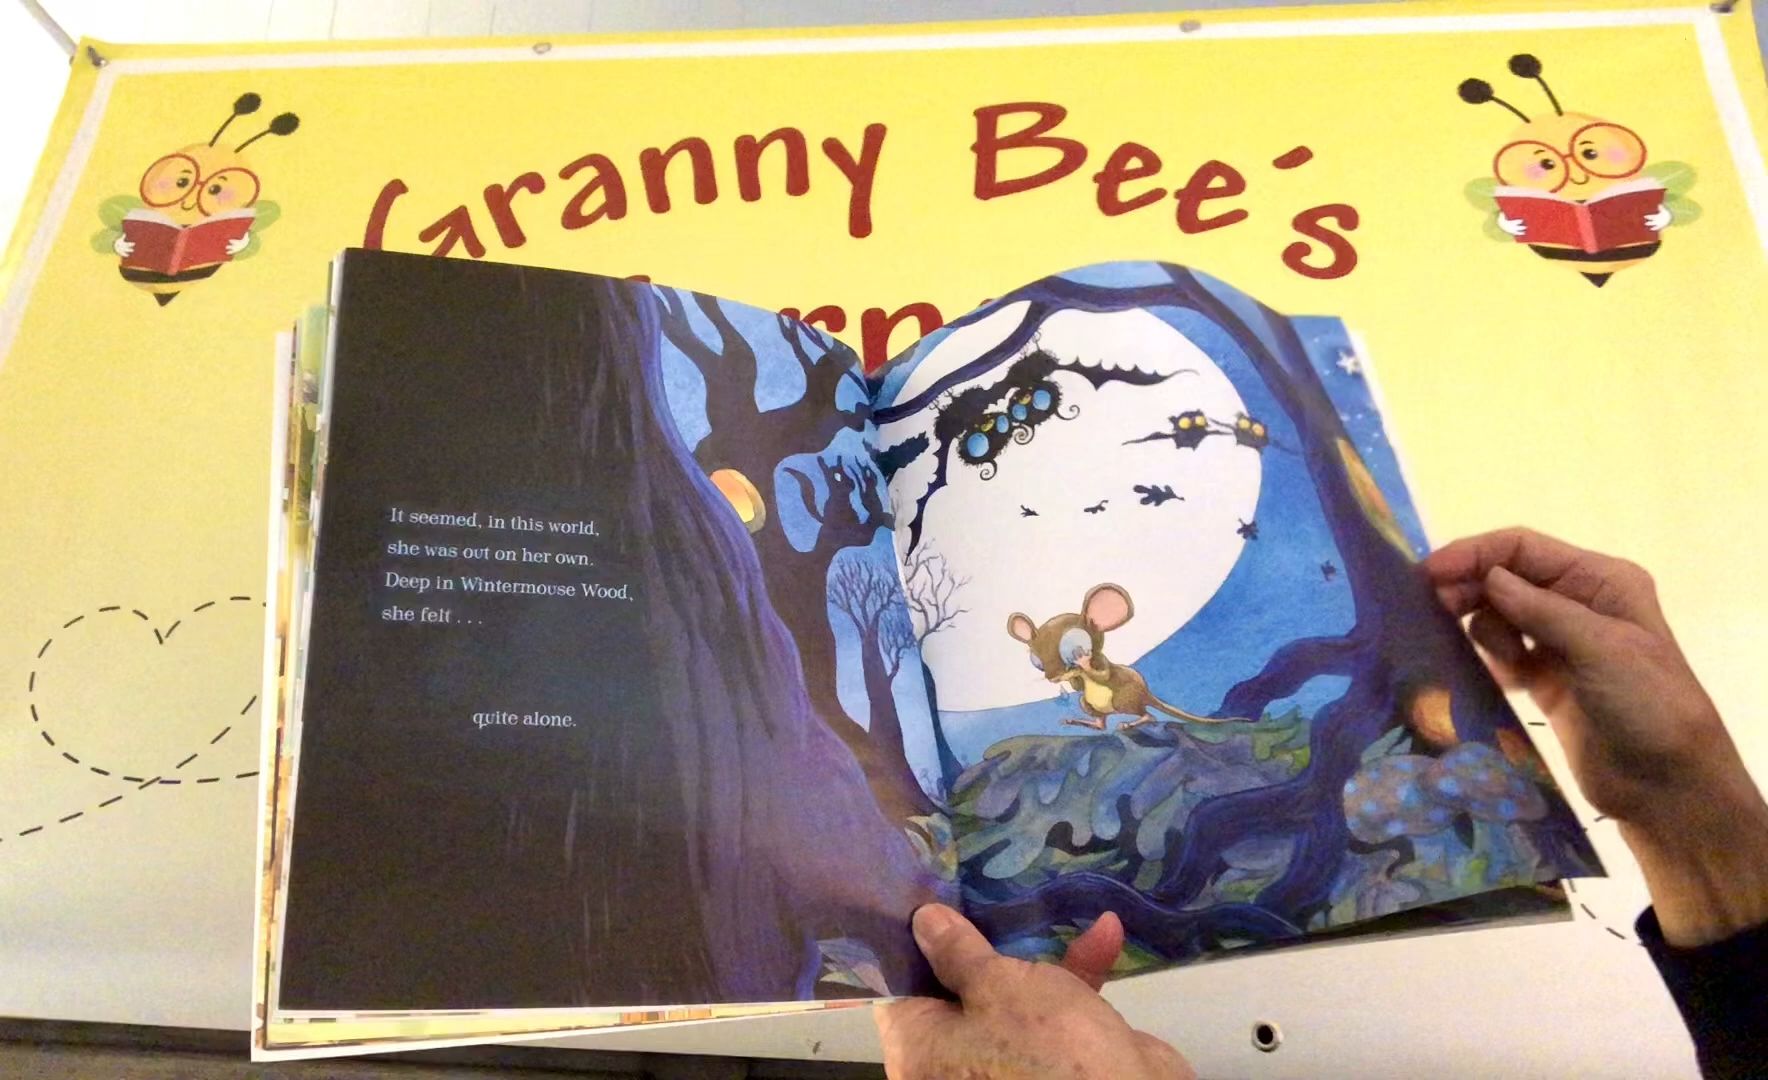 Granny Bee's
It seemed, in this world,
she was out on her own.
Deep in Wintermouse Wood,
she felt . . .
quite alone.